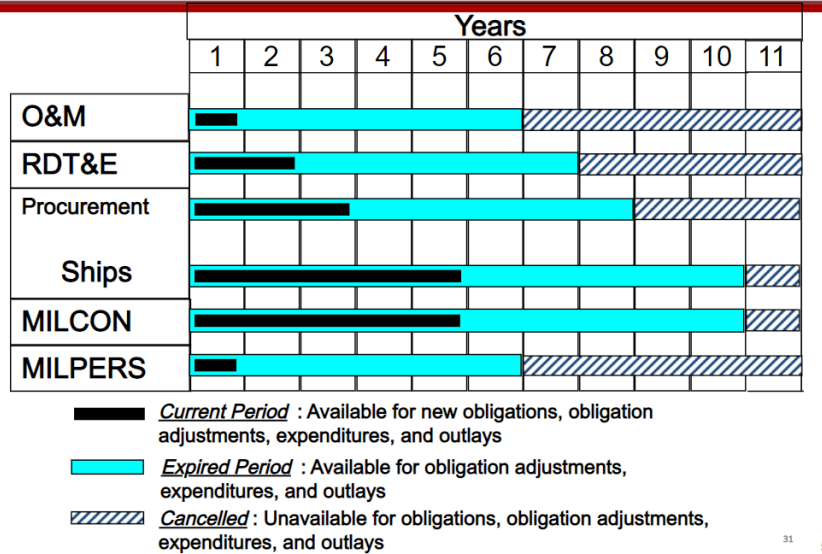 Years
1 2 3 4 5 6 7 8 9 10 11
O&M
RDT&E
Procurement
Ships
MILCON
MILPERS
Current Period : Available for new obligations, obligation
adjustments, expenditures, and outlays
Expired Period : Available for obligation adjustments,
expenditures, and outlays
Cancelled : Unavailable for obligations, obligation adjustments,
expenditures, and outlays
31